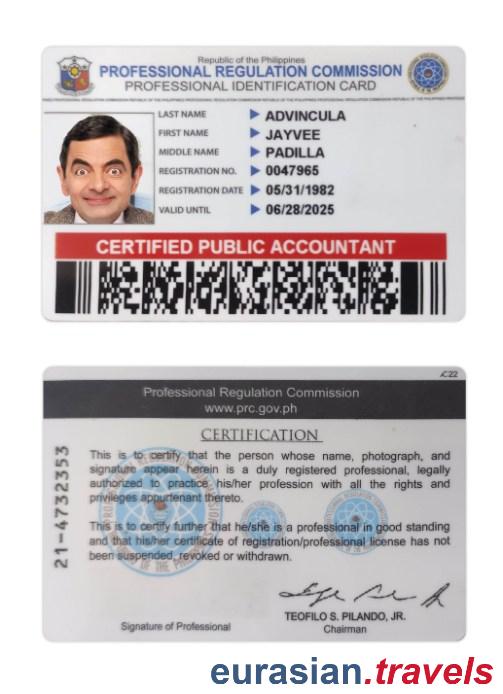 Republic of the Philippines
PROFESSIONAL REGULATION COMMISSION
PROFESSIONAL IDENTIFICATION CARD
LAST NAME ADVINCULA
FIRST NAME JAYVEE
MIDDLE NAME PADILLA
REGISTRATION NO. 0047965
REGISTRATION DATE 05/31/1982
VALID UNTIL 06/28/2025
CERTIFIED PUBLIC ACCOUNTANT
Professional Regulation Commission
www.prc.gov.ph
CERTIFICATION
21-4732353
This is to certify that the person whose name, photograph, and
signature appear herein is a duly registered professional, legally
authorized to practice his/her profession with all the rights and
privileges appurtenant thereto.
This is to certify further that he/she is a professional in good standing
and that his/her certificate of registration/professional license has not
been suspended, revoked or withdrawn.
TEOFILO S. PILANDO, JR.
Signature of Professional
Chairman
eurasian.travels